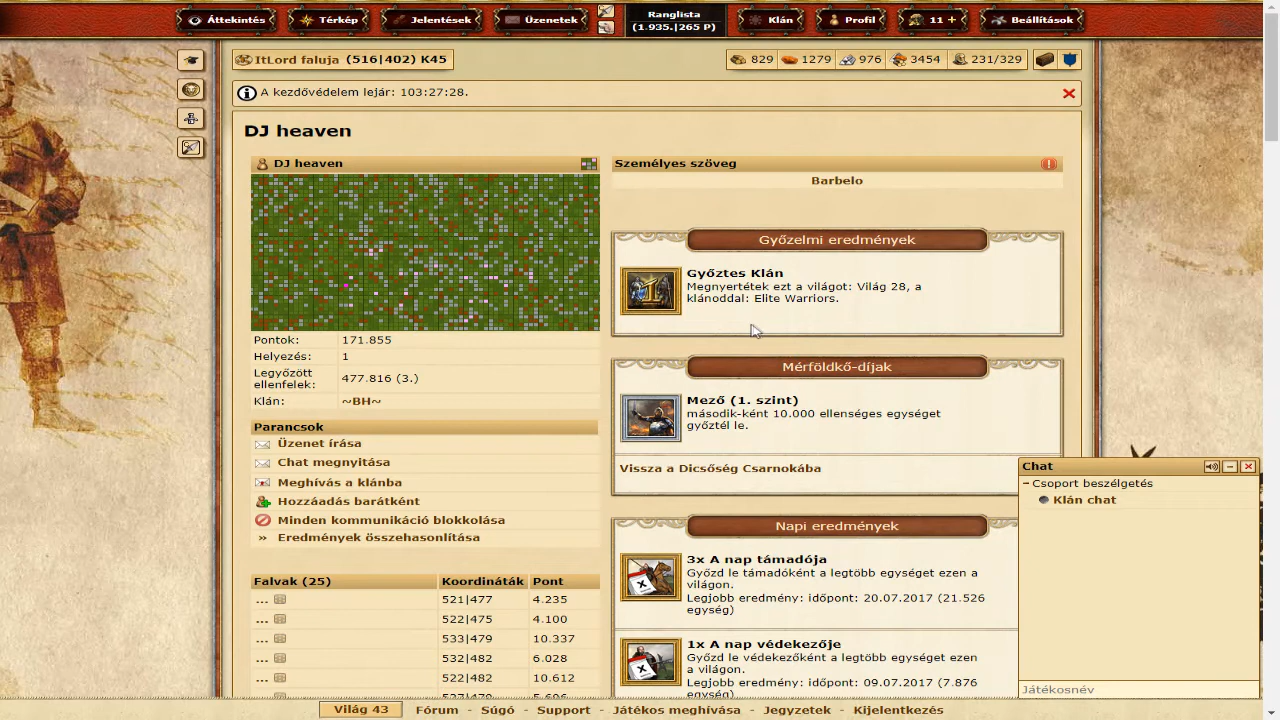 Áttekintés
Térkép
Jelentések
Üzenetek
Ranglista
(1.935.|265 P)
Klán
Profil
11 +
Beállítások
ItLord faluja (516|402) K45
829
1279
976
3454
231/329
A kezdővédelem lejár: 103:27:28.
DJ heaven
DJ heaven
Pontok: 171.855
Helyezés: 1
Legyőzött
ellenfelek: 477.816 (3.)
Klán: ~BH~
Parancsok
Üzenet írása
Chat megnyitása
Meghívás a klánba
Hozzáadás barátként
Minden kommunikáció blokkolása
» Eredmények összehasonlítása
Falvak (25) Koordináták Pont
... 521|477 4.235
... 522|475 4.100
... 533|479 10.337
... 532|482 6.028
... 522|482 10.612
Személyes szöveg
Barbelo
Győzelmi eredmények
Győztes Klán
Megnyertétek ezt a világot: Világ 28, a
klánoddal: Elite Warriors.
Mérföldkő-díjak
Mező (1. szint)
második-ként 10.000 ellenséges egységet
győztél le.
Vissza a Dicsőség Csarnokába
Napi eredmények
3x A nap támadója
Győzd le támadóként a legtöbb egységet ezen a
világon.
Legjobb eredmény: időpont: 20.07.2017 (21.526
egység)
1x A nap védekezője
Győzd le védekezőként a legtöbb egységet ezen
a világon.
Legjobb eredmény: időpont: 09.07.2017 (7.876
egység)
Chat
Csoport beszélgetés
Klán chat
Játékosnév
Világ 43
Fórum - Súgó - Support - Játékos meghívása - Jegyzetek - Kijelentkezés